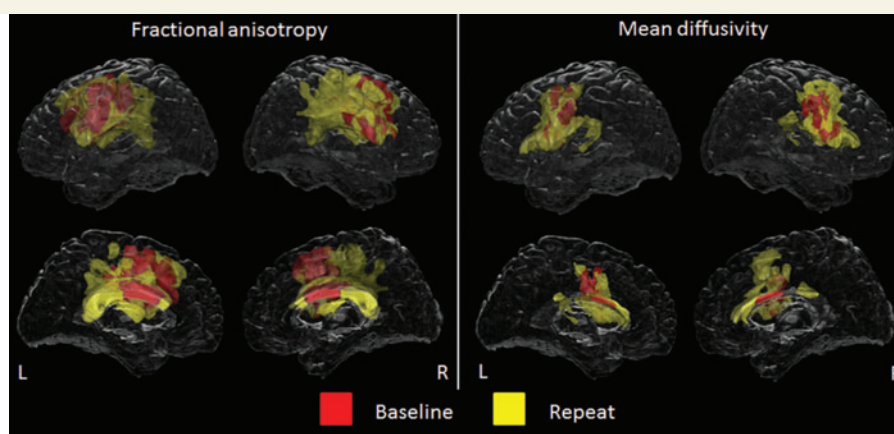 Fractional anisotropy
Mean diffusivity
L
R
L
Baseline
Repeat